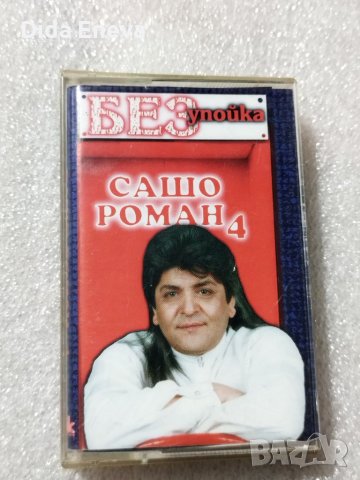 Dida Eneva
БЕЗ упойка
САШО
РОМАН 4
BAZAR